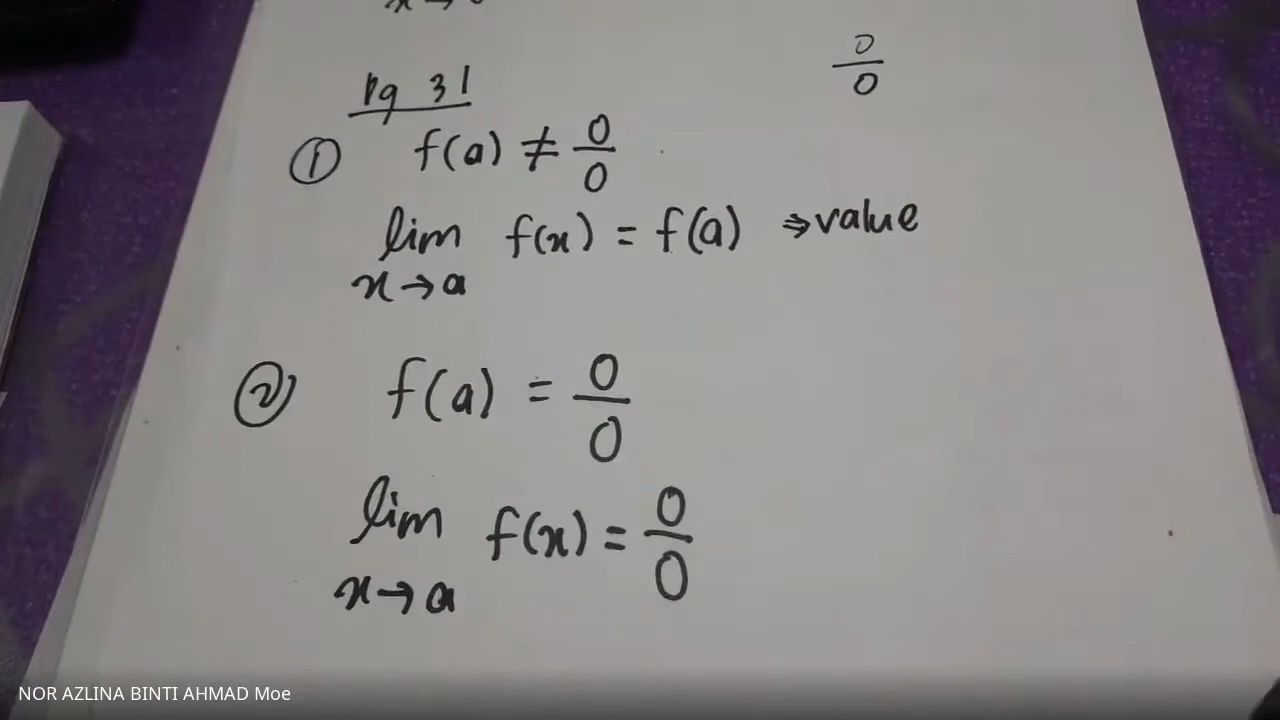 0/0
pg 31
① f(a) ≠ 0/0
lim f(x) = f(a) ⇒ value
x → a
② f(a) = 0/0
lim f(x) = 0/0
x → a
NOR AZLINA BINTI AHMAD Moe